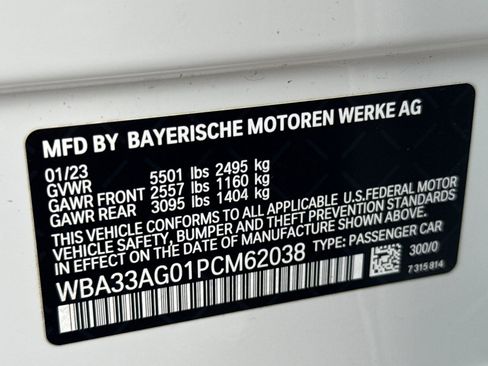 MFD BY BAYERISCHE MOTOREN WERKE AG
01/23
GVWR 5501 lbs 2495 kg
GAWR FRONT 2557 lbs 1160 kg
GAWR REAR 3095 lbs 1404 kg
THIS VEHICLE CONFORMS TO ALL APPLICABLE U.S.FEDERAL MOTOR
VEHICLE SAFETY, BUMPER AND THEFT PREVENTION STANDARDS
IN EFFECT ON THE DATE OF MANUFACTURE SHOWN ABOVE.
WBA33AG01PCM62038 TYPE: PASSENGER CAR
300/0
7 315 814